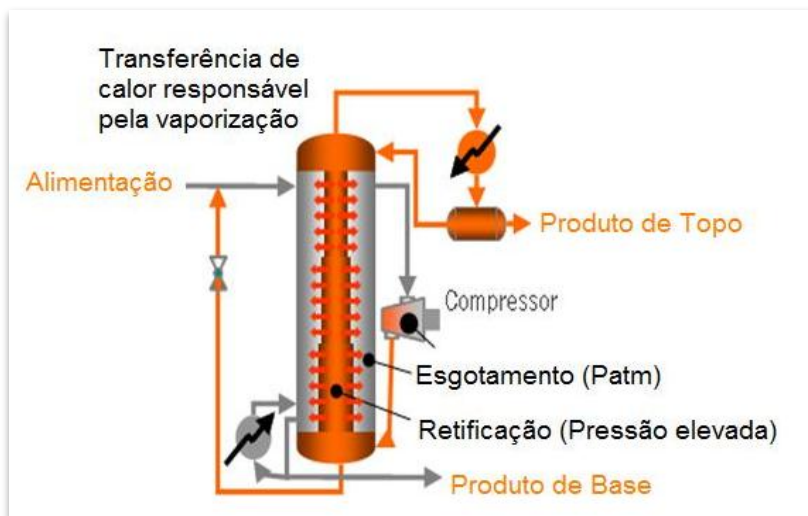 Transferência de
calor responsável
pela vaporização
Alimentação
Produto de Topo
Compressor
Esgotamento (Patm)
Retificação (Pressão elevada)
Produto de Base